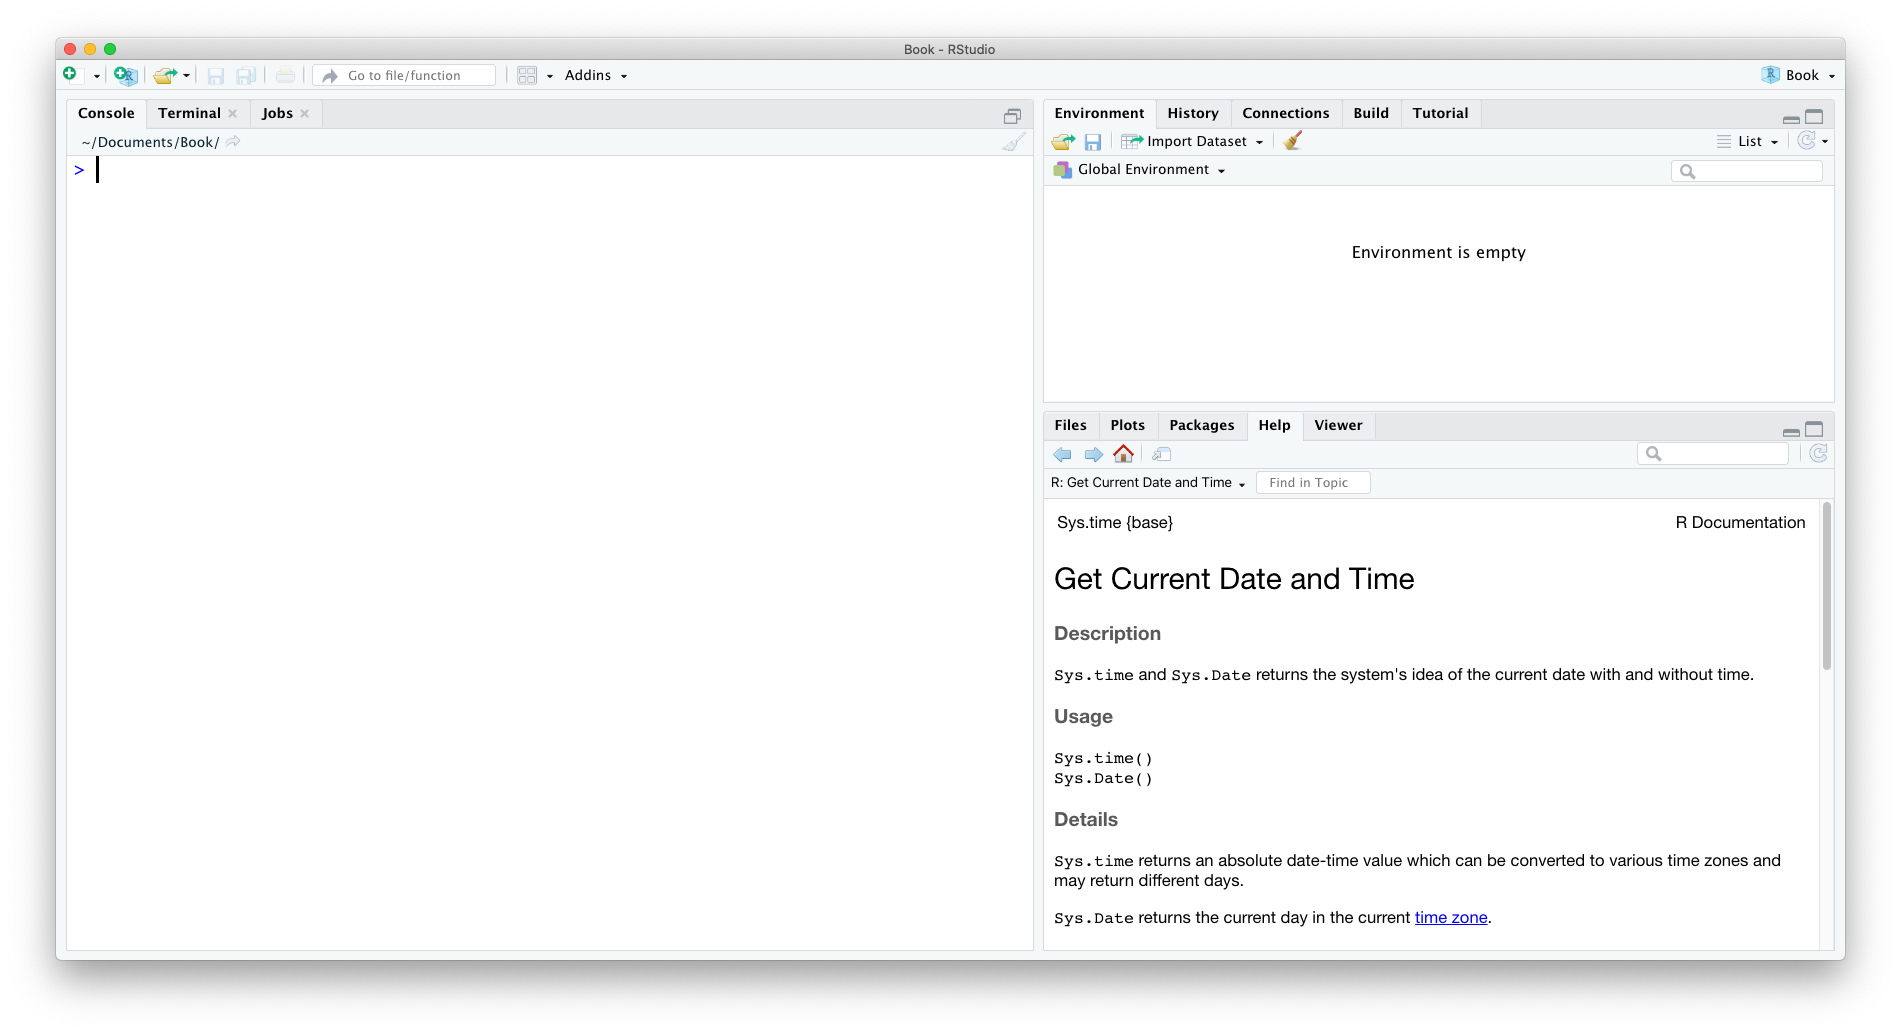 Book - RStudio
Go to file/function
Addins
Book
Console Terminal Jobs
~/Documents/Book/
>
Environment History Connections Build Tutorial
Import Dataset
List
Global Environment
Environment is empty
Files Plots Packages Help Viewer
R: Get Current Date and Time
Find in Topic
Sys.time {base}
R Documentation
Get Current Date and Time
Description
Sys.time and Sys.Date returns the system's idea of the current date with and without time.
Usage
Sys.time()
Sys.Date()
Details
Sys.time returns an absolute date-time value which can be converted to various time zones and
may return different days.
Sys.Date returns the current day in the current time zone.